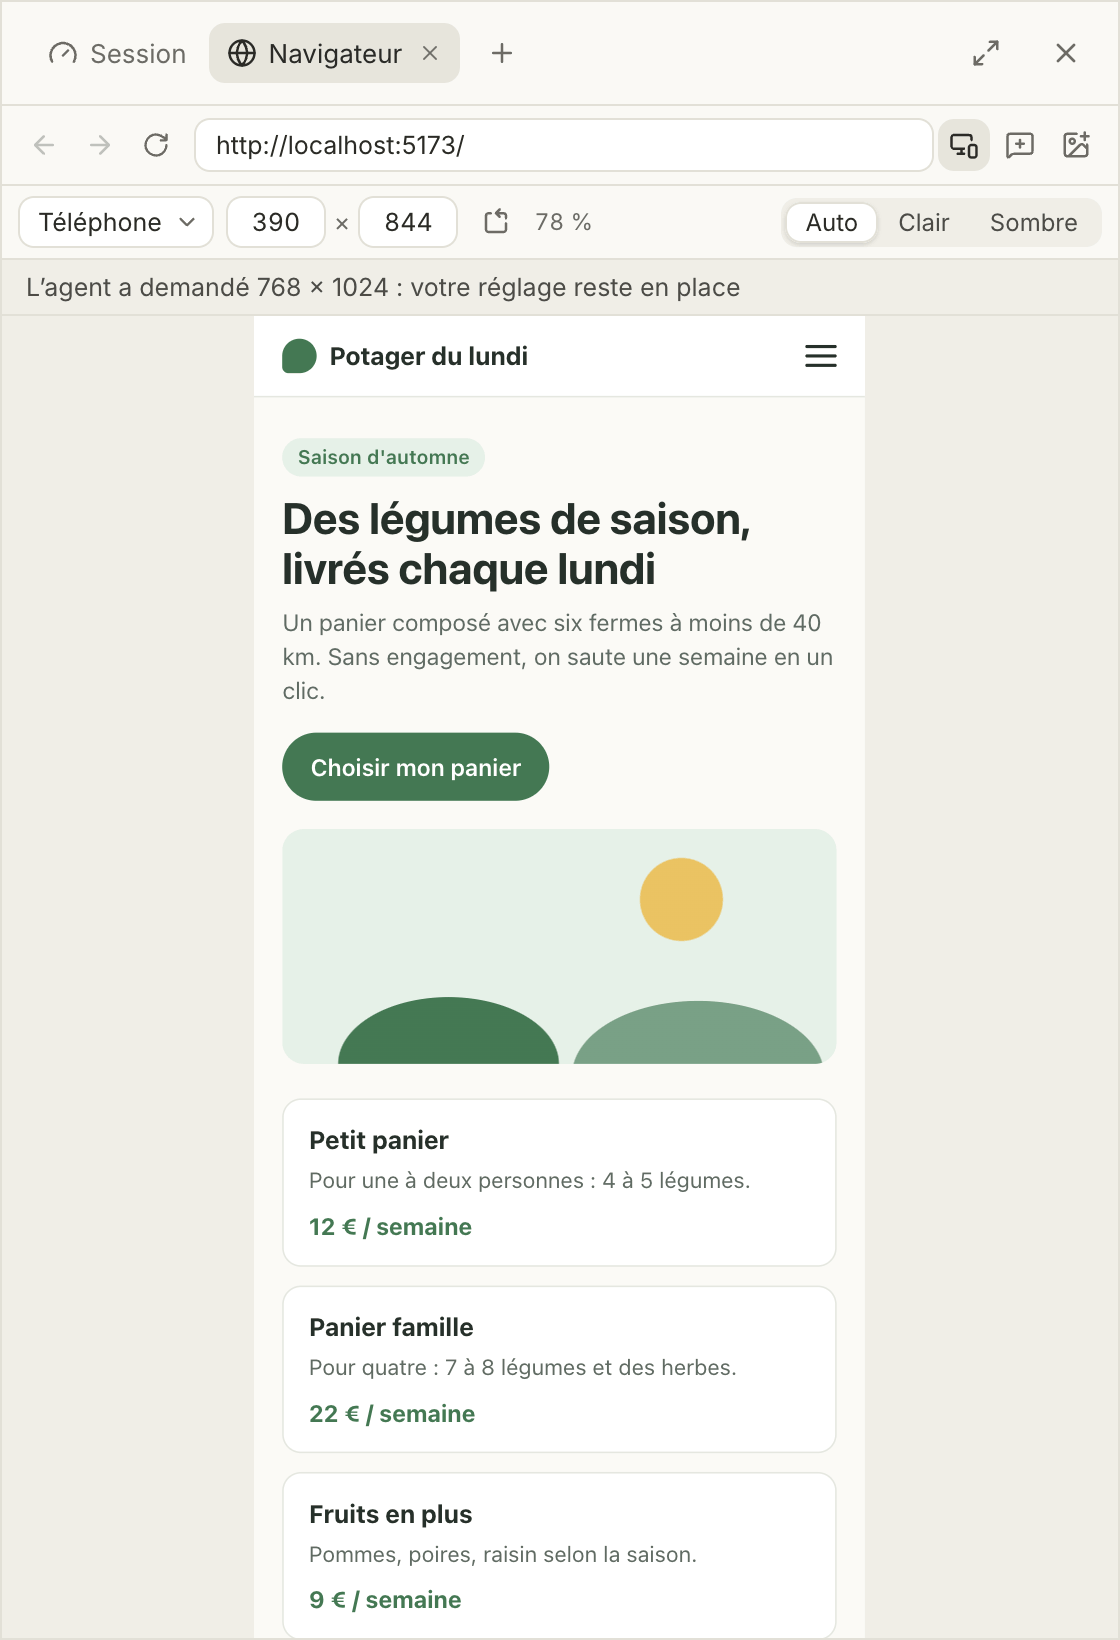 Session
Navigateur
http://localhost:5173/
Téléphone 390 × 844 78 % Auto Clair Sombre
L’agent a demandé 768 × 1024 : votre réglage reste en place
Potager du lundi
Saison d'automne
Des légumes de saison,
livrés chaque lundi
Un panier composé avec six fermes à moins de 40
km. Sans engagement, on saute une semaine en un
clic.
Choisir mon panier
Petit panier
Pour une à deux personnes : 4 à 5 légumes.
12 € / semaine
Panier famille
Pour quatre : 7 à 8 légumes et des herbes.
22 € / semaine
Fruits en plus
Pommes, poires, raisin selon la saison.
9 € / semaine